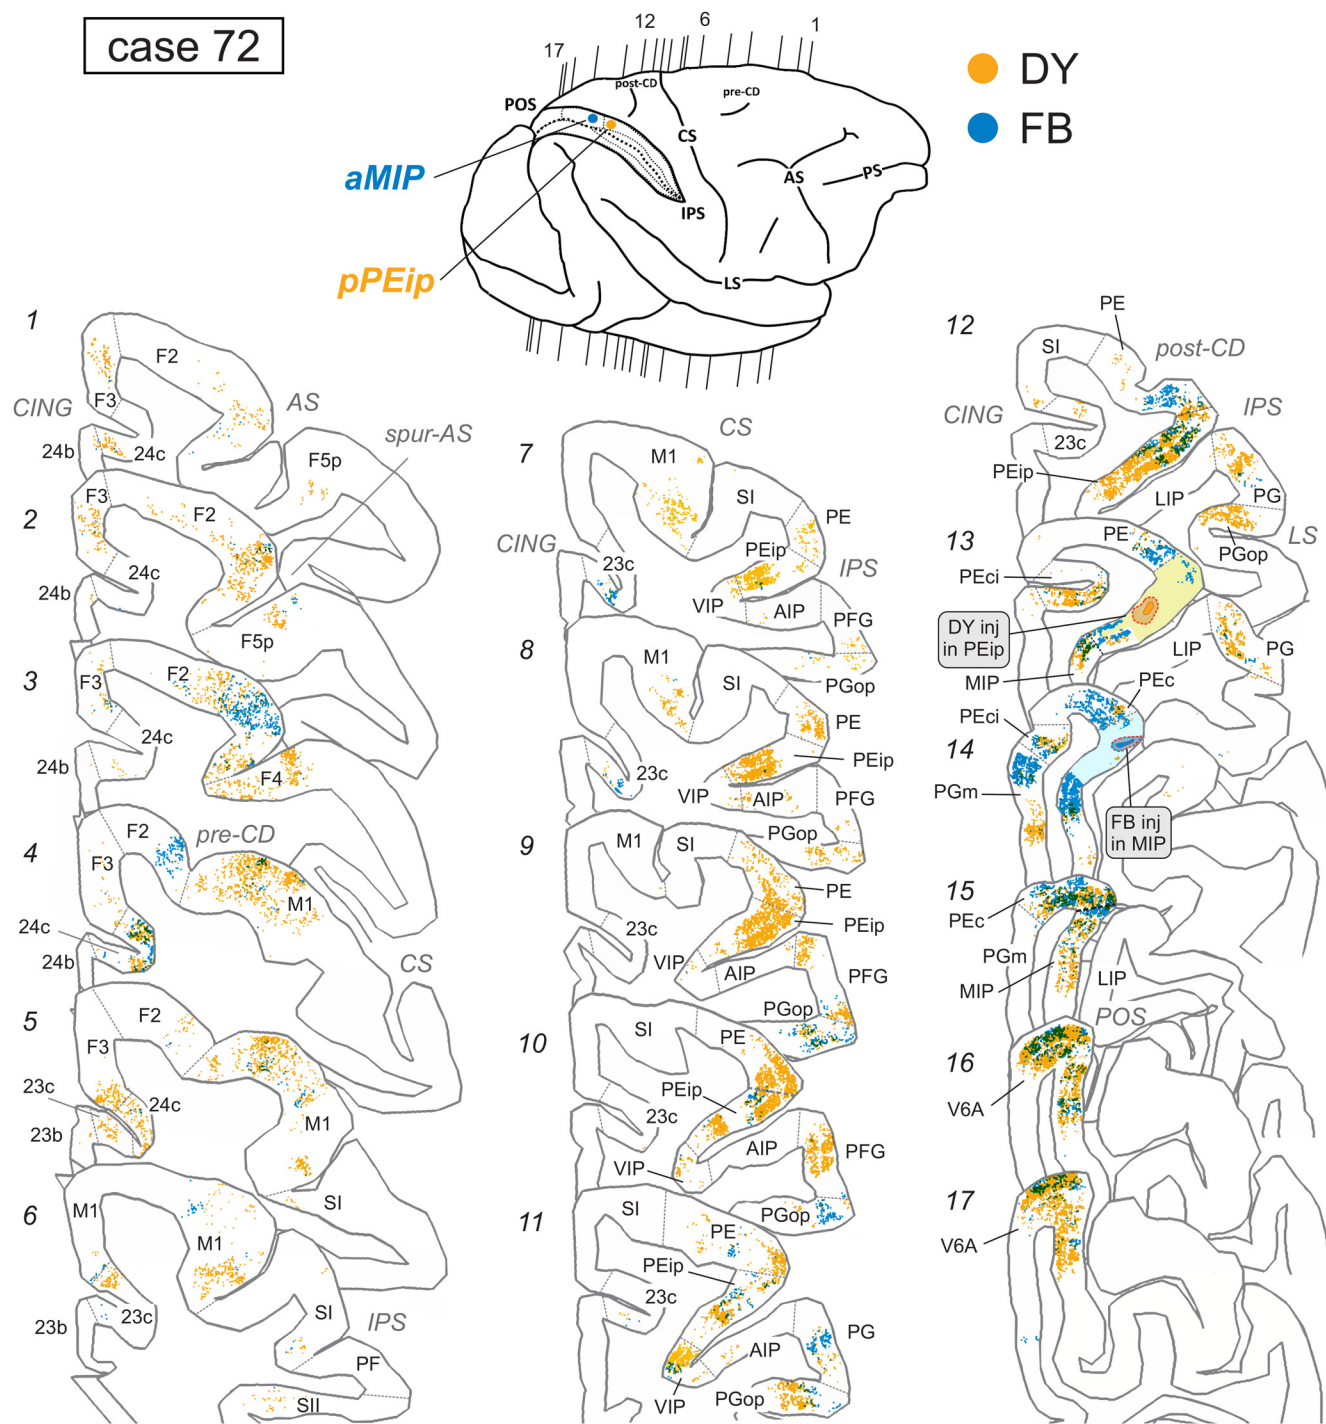 case 72
17
12
6
1
DY
FB
post-CD
pre-CD
POS
CS
aMIP
AS
PS
IPS
pPEip
LS
1
F2
F3
CING
AS
24b
24c
spur-AS
F5p
2
F3
F2
24c
24b
F5p
3
F3
F2
24c
24b
F4
4
F2
pre-CD
F3
M1
24c
24b
CS
5
F2
F3
23c
24c
23b
M1
SI
6
M1
M1
23b
23c
SI
IPS
PF
SII
7
CS
M1
SI
PE
CING
PEip
23c
IPS
VIP
AIP
PFG
8
M1
SI
PGop
PE
PEip
23c
VIP
AIP
PFG
9
M1
SI
PGop
PE
PEip
23c
VIP
AIP
PFG
PGop
10
SI
PE
PEip
23c
AIP
PFG
VIP
11
SI
PGop
PE
PEip
23c
PG
AIP
VIP
PGop
12
PE
SI
post-CD
CING
IPS
23c
PEip
LIP
PG
LS
13
PE
PGop
PEci
DY inj
in PEip
LIP
PG
MIP
PEc
PEci
14
PGm
FB inj
in MIP
15
PEc
PGm
LIP
MIP
POS
16
V6A
17
V6A